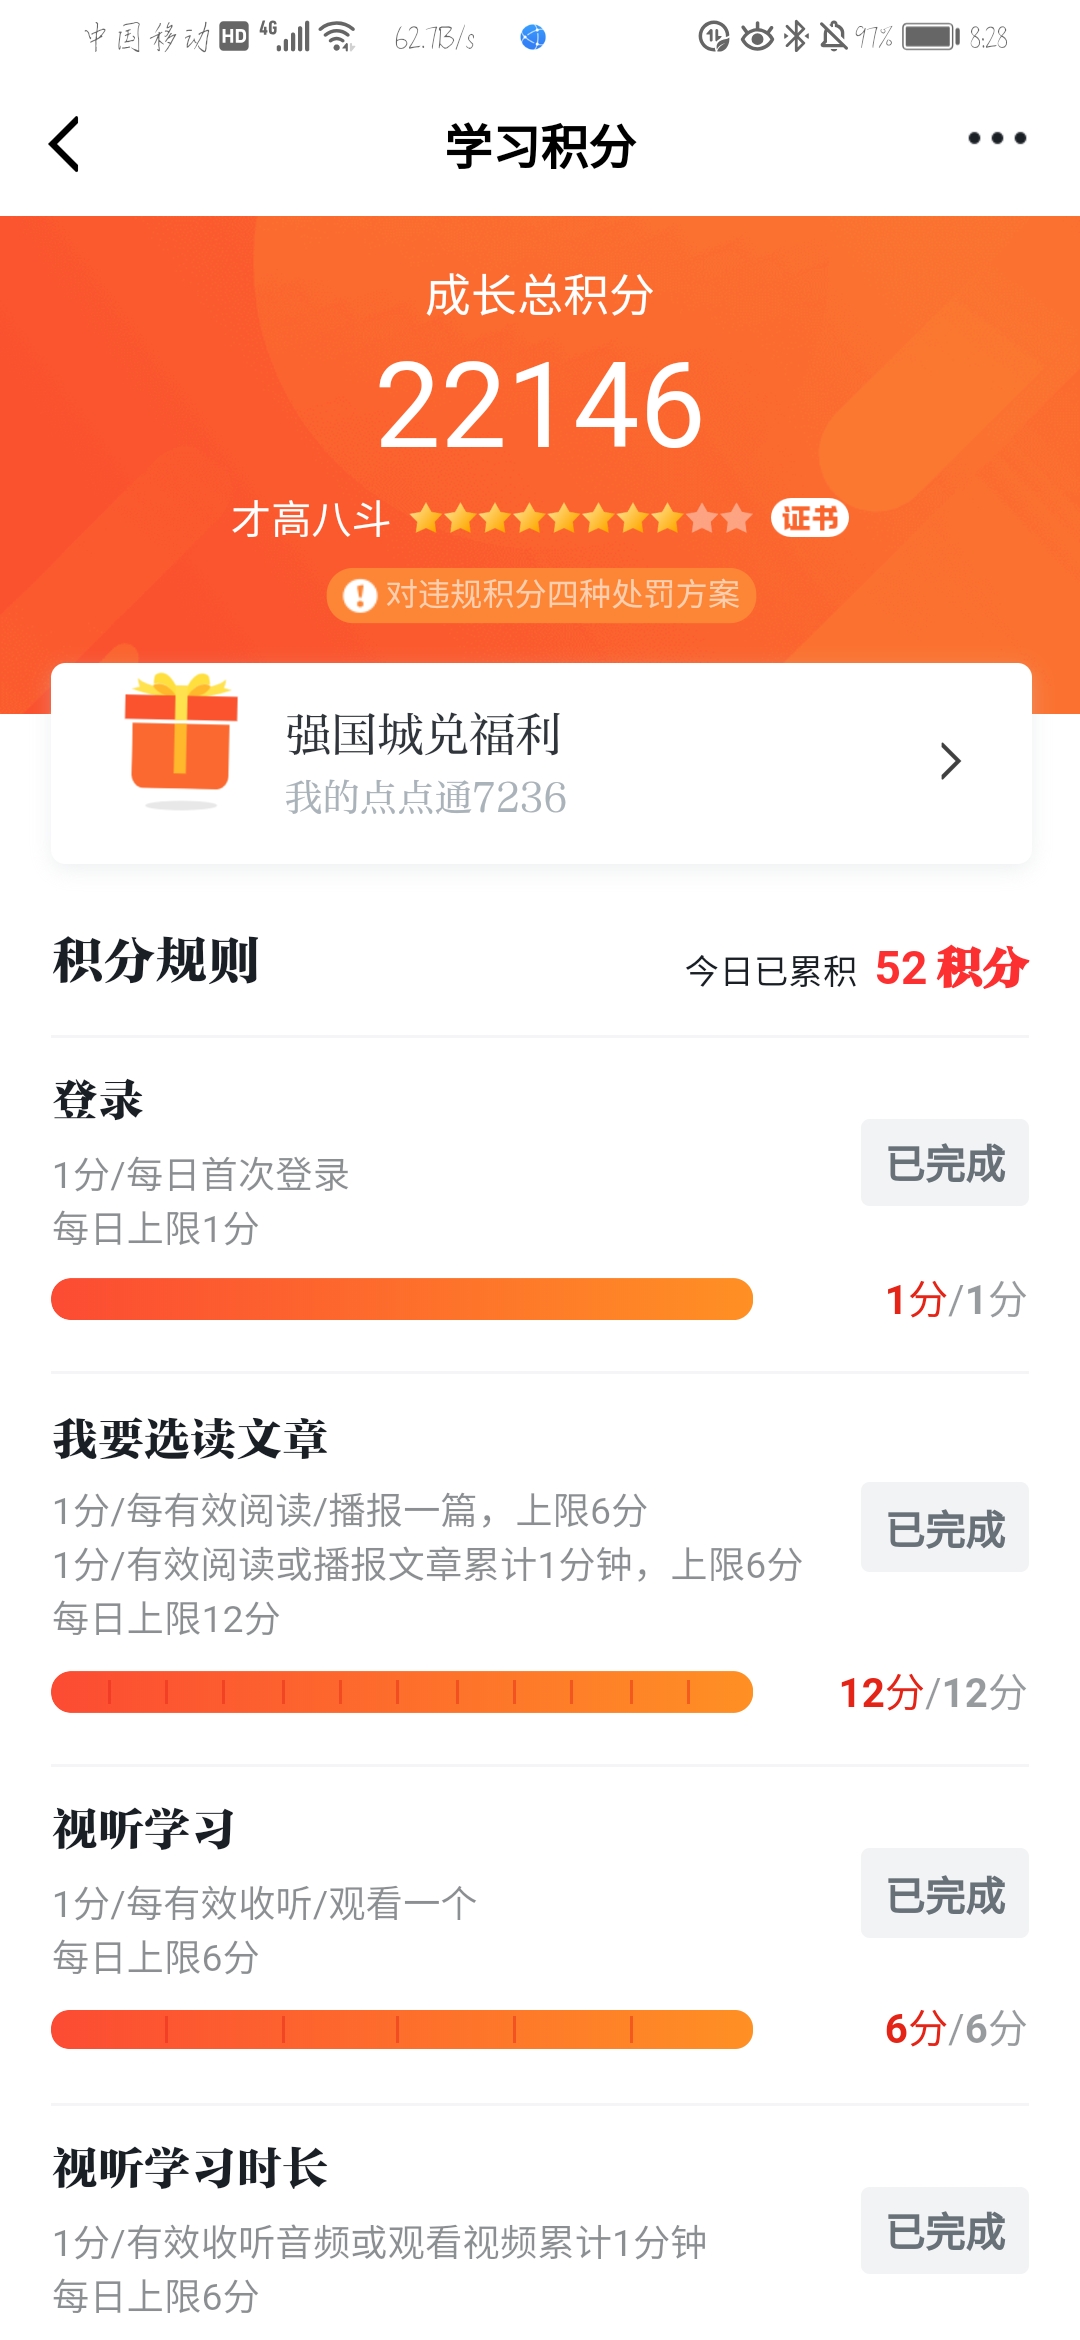 中国移动 HD 4G 62.7B/s 97% 8:28
学习积分
成长总积分
22146
才高八斗 证书
对违规积分四种处罚方案
强国城兑福利
我的点点通7236
积分规则
今日已累积 52 积分
登录
1分/每日首次登录
每日上限1分
已完成
1分/1分
我要选读文章
1分/每有效阅读/播报一篇，上限6分
1分/有效阅读或播报文章累计1分钟，上限6分
每日上限12分
已完成
12分/12分
视听学习
1分/每有效收听/观看一个
每日上限6分
已完成
6分/6分
视听学习时长
1分/有效收听音频或观看视频累计1分钟
每日上限6分
已完成